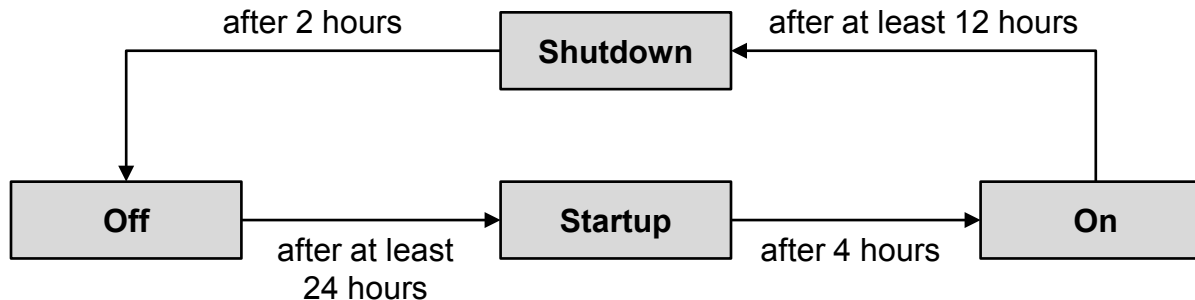 after 2 hours
after at least 12 hours
Shutdown
Off
Startup
On
after at least
24 hours
after 4 hours